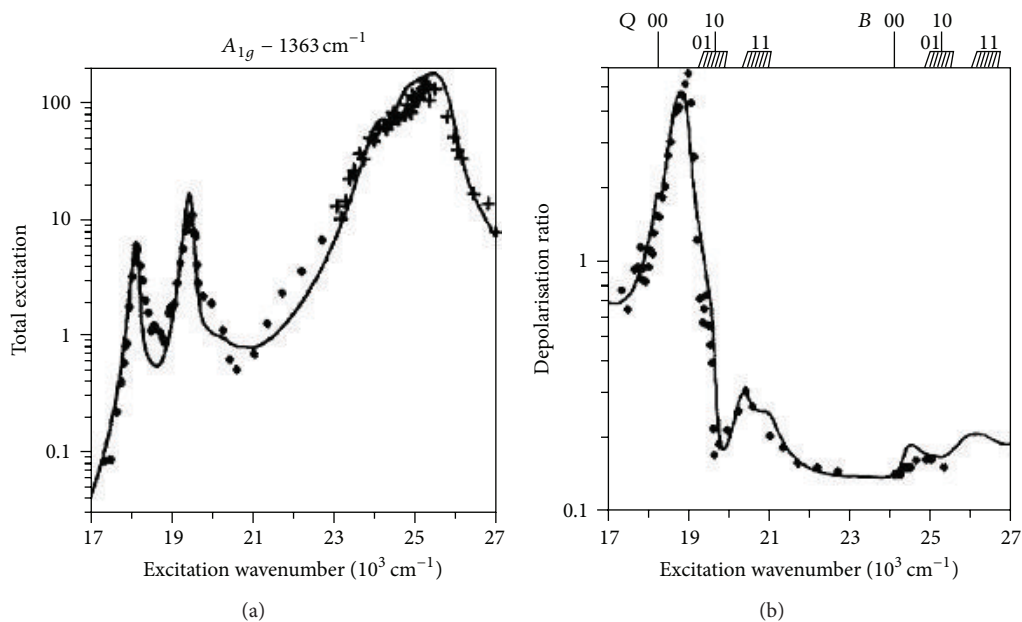 A1g – 1363 cm−1
100
10
1
0.1
Total excitation
17 19 21 23 25 27
Excitation wavenumber (10³ cm−1)
(a)
Q 00 10 B 00 10
01 11 01 11
1
0.1
Depolarisation ratio
17 19 21 23 25 27
Excitation wavenumber (10³ cm−1)
(b)